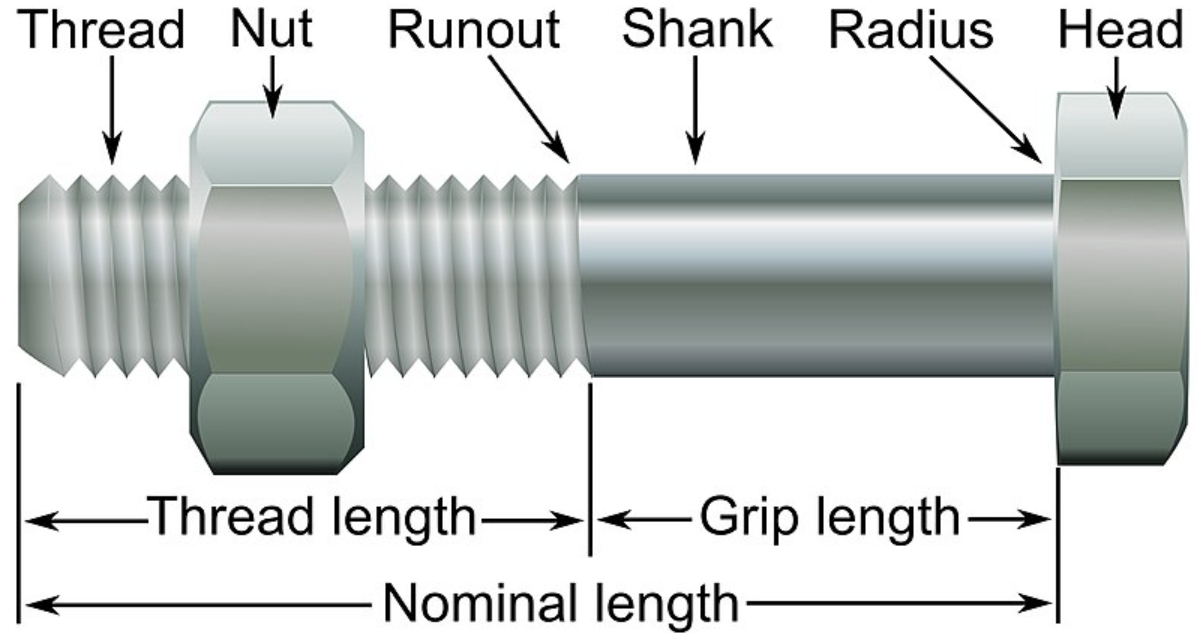 Thread Nut Runout Shank Radius Head
Thread length Grip length
Nominal length